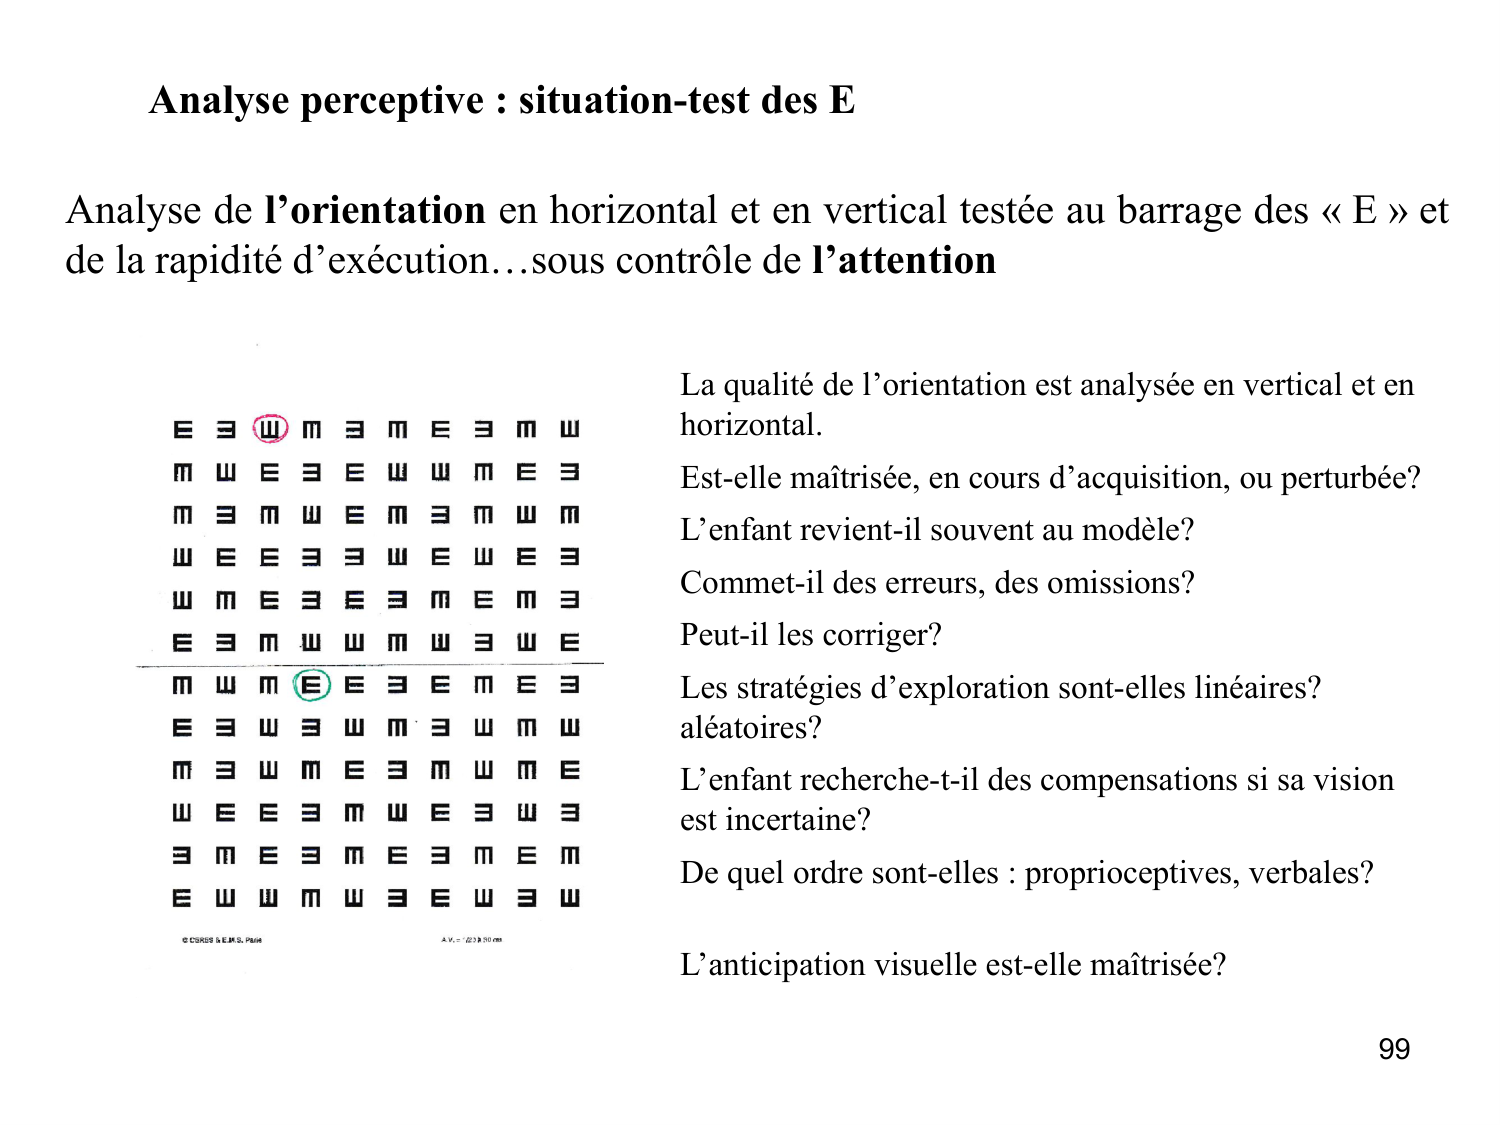 Analyse perceptive : situation-test des E
Analyse de l’orientation en horizontal et en vertical testée au barrage des « E » et
de la rapidité d’exécution…sous contrôle de l’attention
La qualité de l’orientation est analysée en vertical et en
horizontal.
Est-elle maîtrisée, en cours d’acquisition, ou perturbée?
L’enfant revient-il souvent au modèle?
Commet-il des erreurs, des omissions?
Peut-il les corriger?
Les stratégies d’exploration sont-elles linéaires?
aléatoires?
L’enfant recherche-t-il des compensations si sa vision
est incertaine?
De quel ordre sont-elles : proprioceptives, verbales?
L’anticipation visuelle est-elle maîtrisée?
© CERES & E.M.S. Paris
A.V. =
99